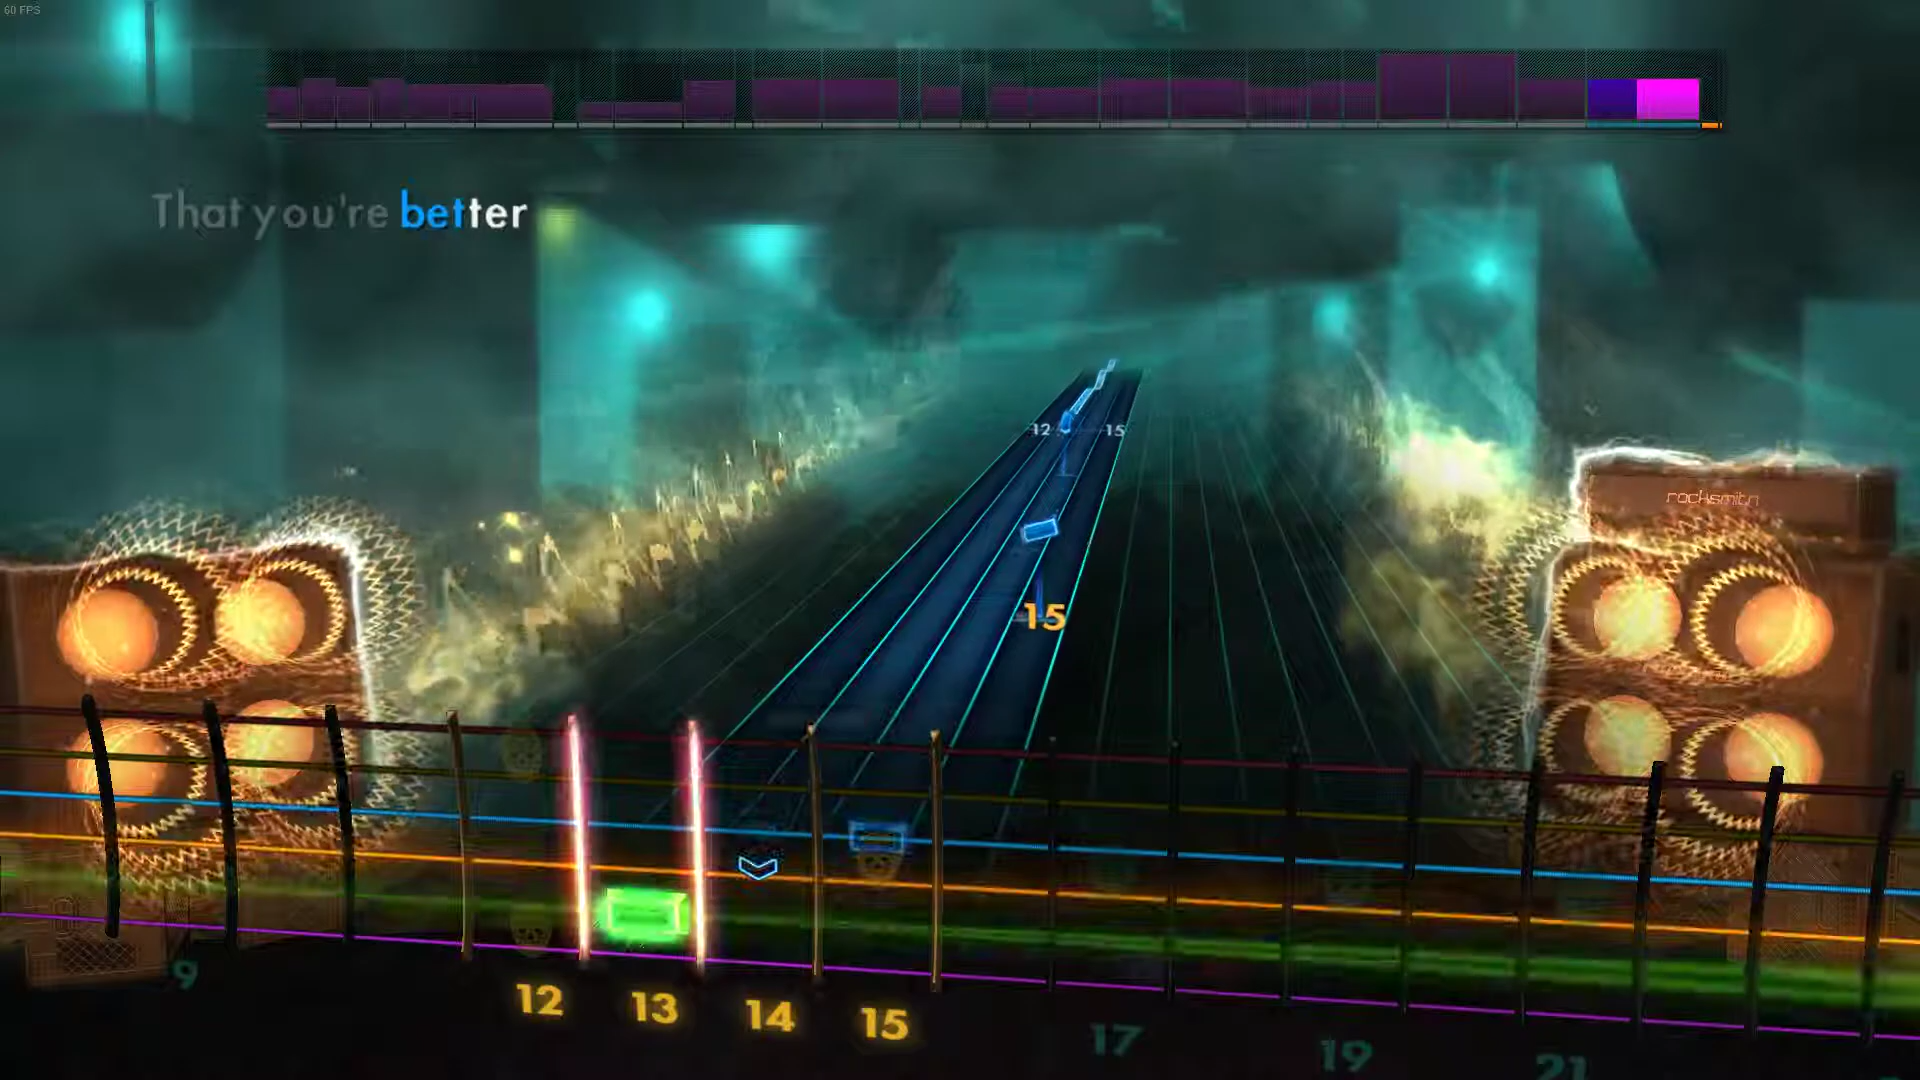 60 FPS
That you're better
12 15
rocksmith
15
9 12 13 14 15 17 19 21